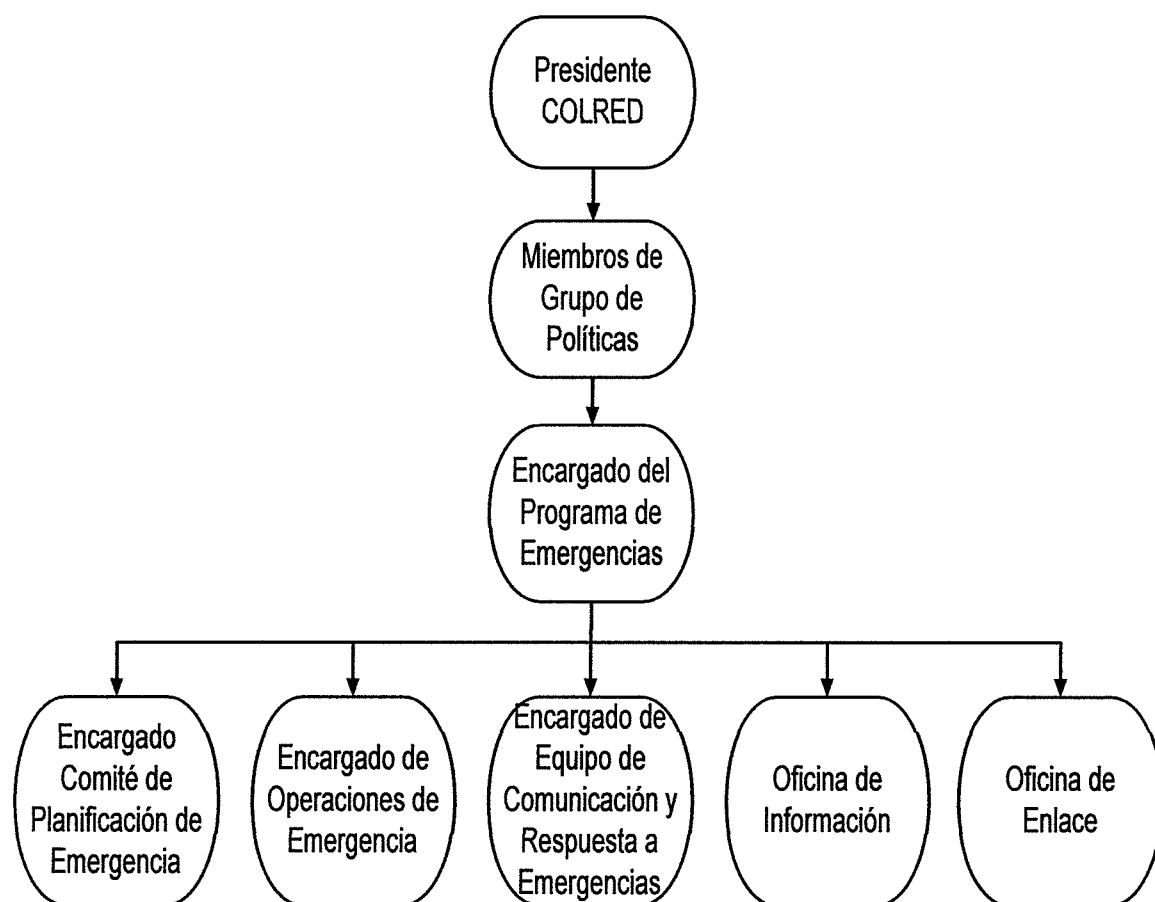 Presidente
COLRED
Miembros de
Grupo de
Políticas
Encargado del
Programa de
Emergencias
Encargado
Comité de
Planificación de
Emergencia
Encargado de
Operaciones de
Emergencia
Encargado de
Equipo de
Comunicación y
Respuesta a
Emergencias
Oficina de
Información
Oficina de
Enlace